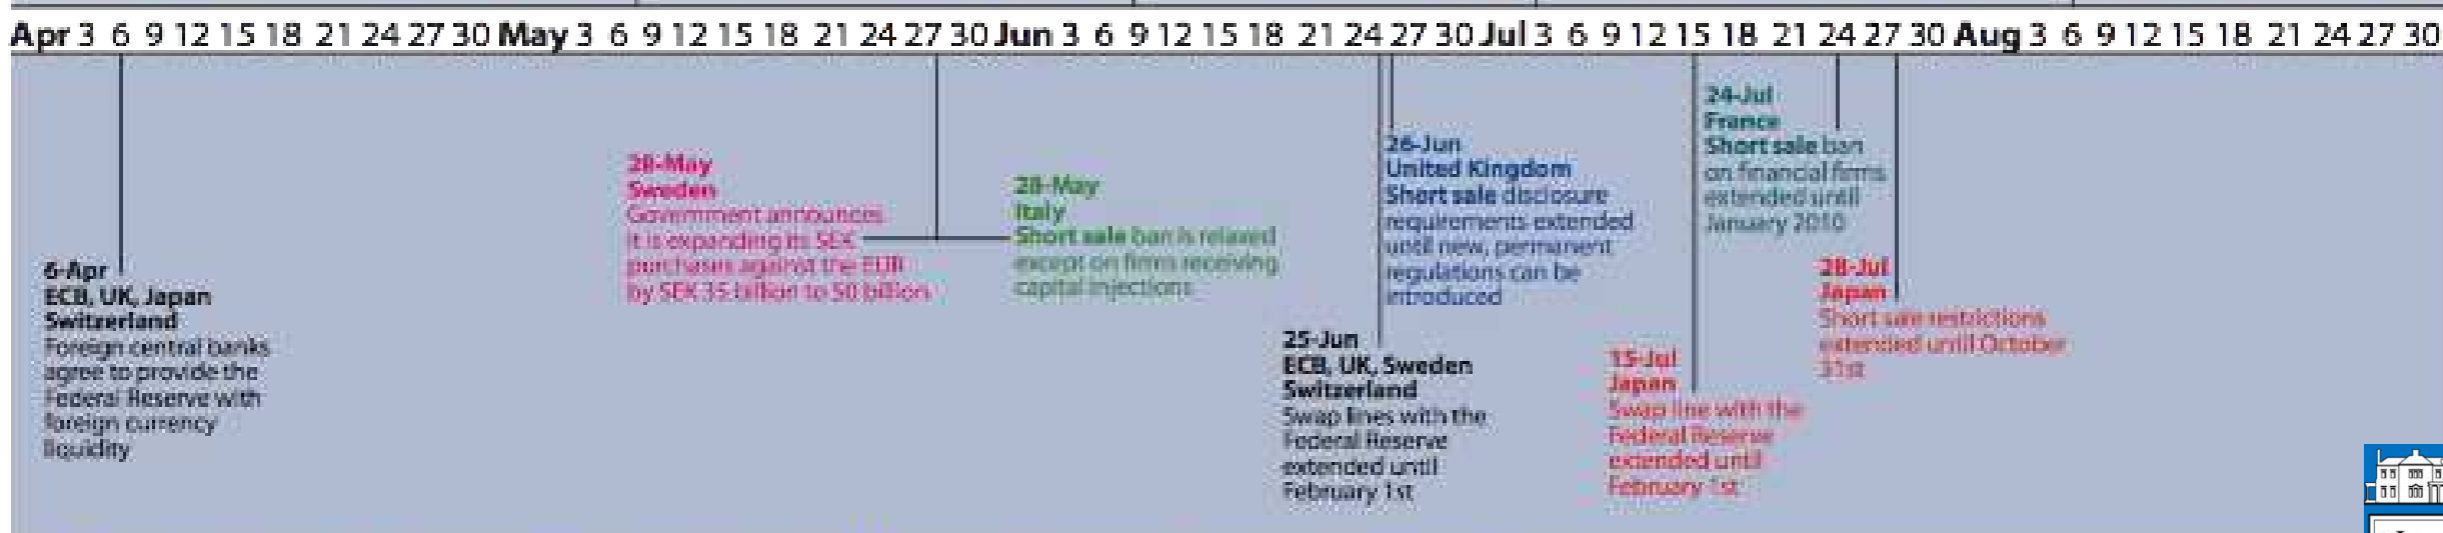 Apr 3 6 9 12 15 18 21 24 27 30 May 3 6 9 12 15 18 21 24 27 30 Jun 3 6 9 12 15 18 21 24 27 30 Jul 3 6 9 12 15 18 21 24 27 30 Aug 3 6 9 12 15 18 21 24 27 30
6-Apr
ECB, UK, Japan
Switzerland
Foreign central banks
agree to provide the
Federal Reserve with
foreign currency
liquidity
28-May
Sweden
Government announces
it is expanding its SEK
purchases against the EUR
by SEK 35 billion to 50 billion
28-May
Italy
Short sale ban is relaxed
except on firms receiving
capital injections
25-Jun
ECB, UK, Sweden
Switzerland
Swap lines with the
Federal Reserve
extended until
February 1st
26-Jun
United Kingdom
Short sale disclosure
requirements extended
until new, permanent
regulations can be
introduced
15-Jul
Japan
Swap line with the
Federal Reserve
extended until
February 1st
24-Jul
France
Short sale ban
on financial firms
extended until
January 2010
28-Jul
Japan
Short sale restrictions
extended until October
31st